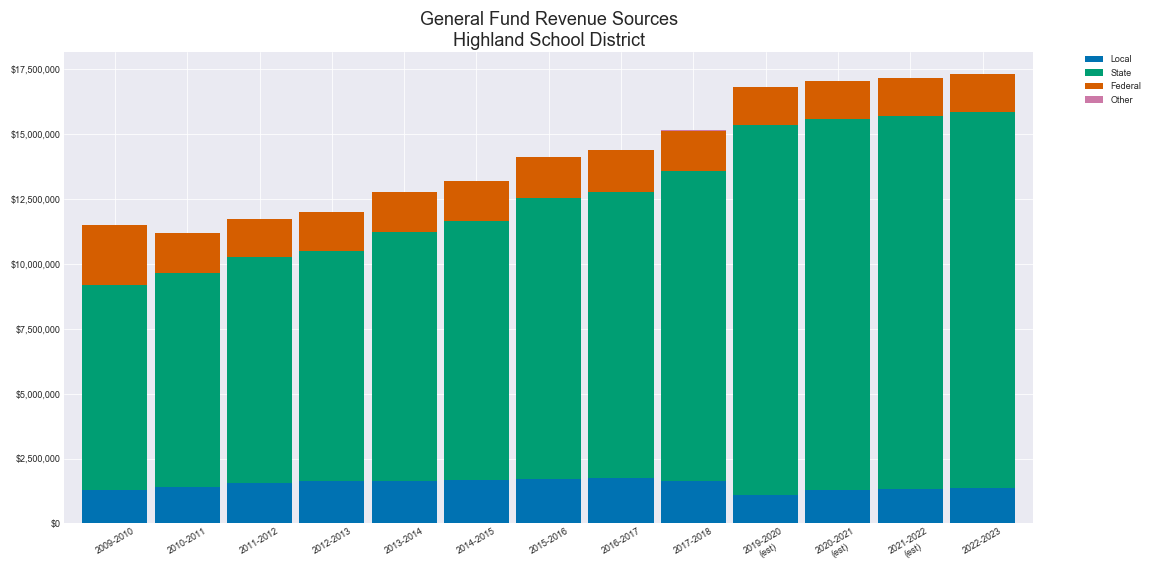 General Fund Revenue Sources
Highland School District
Local
State
Federal
Other
$17,500,000
$15,000,000
$12,500,000
$10,000,000
$7,500,000
$5,000,000
$2,500,000
$0
2009-2010
2010-2011
2011-2012
2012-2013
2013-2014
2014-2015
2015-2016
2016-2017
2017-2018
2019-2020
(est)
2020-2021
(est)
2021-2022
(est)
2022-2023